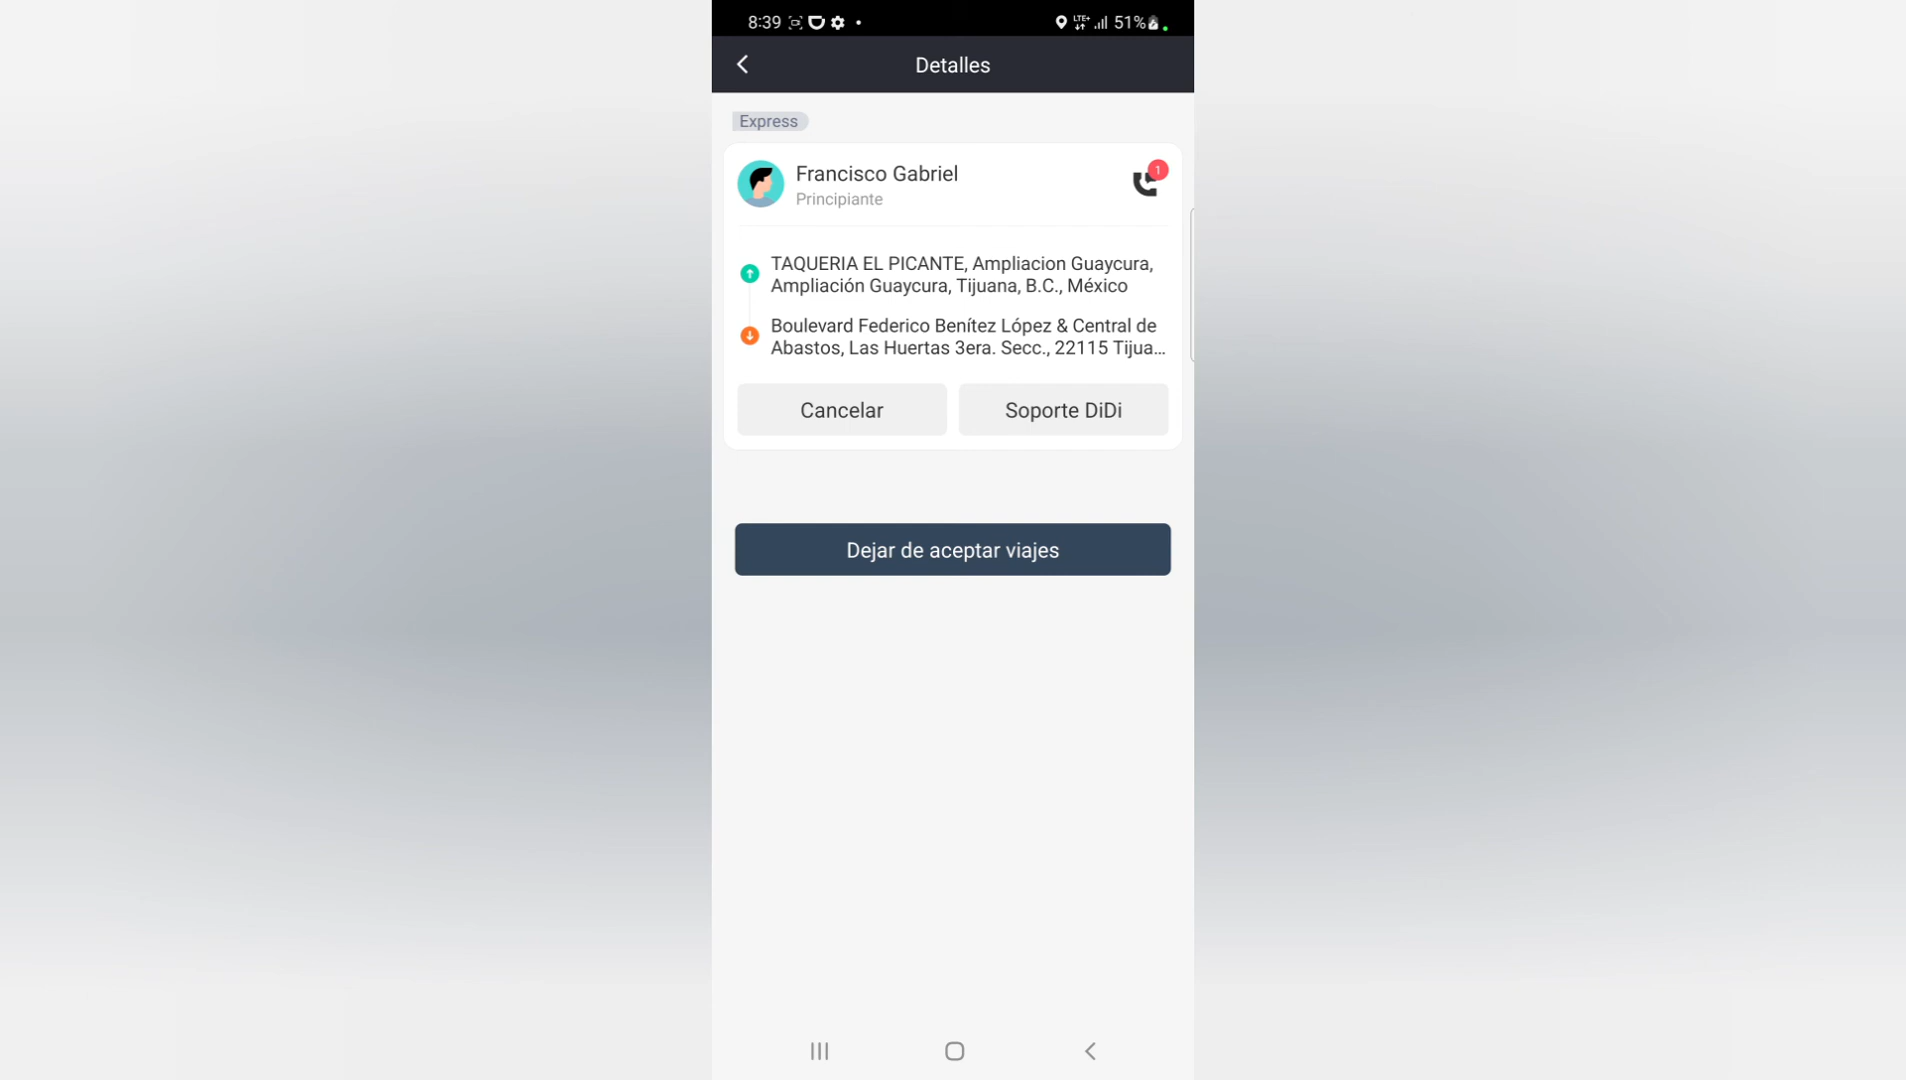 8:39
LTE+
51%
Detalles
Express
Francisco Gabriel
1
Principiante
TAQUERIA EL PICANTE, Ampliacion Guaycura,
Ampliación Guaycura, Tijuana, B.C., México
Boulevard Federico Benítez López & Central de
Abastos, Las Huertas 3era. Secc., 22115 Tijua...
Cancelar
Soporte DiDi
Dejar de aceptar viajes